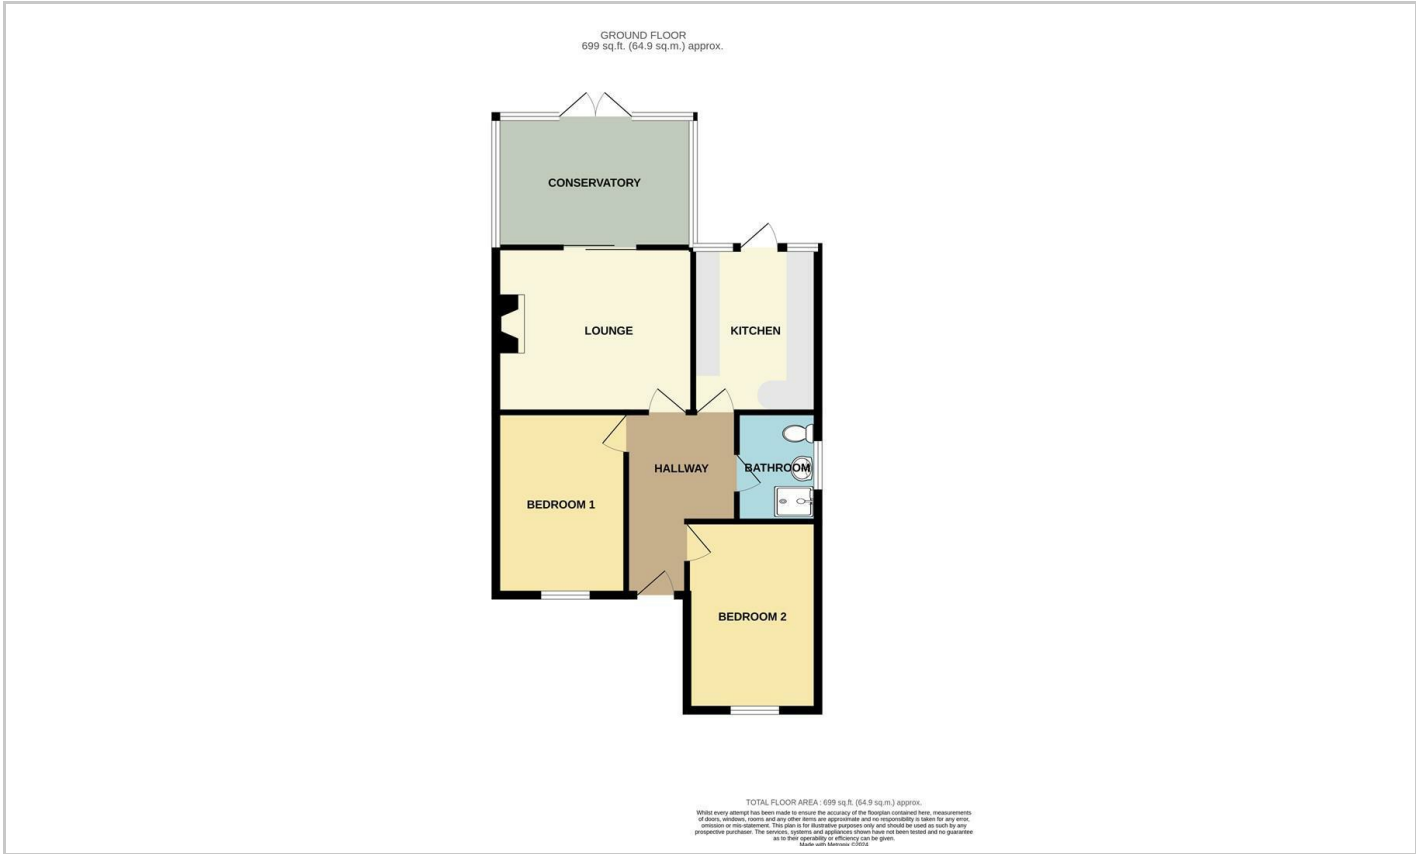 GROUND FLOOR
699 sq.ft. (64.9 sq.m.) approx.
CONSERVATORY
LOUNGE
KITCHEN
HALLWAY
BATHROOM
BEDROOM 1
BEDROOM 2
TOTAL FLOOR AREA : 699 sq.ft. (64.9 sq.m.) approx.
Whilst every attempt has been made to ensure the accuracy of the floorplan contained here, measurements
of doors, windows, rooms and any other items are approximate and no responsibility is taken for any error,
omission or mis-statement. This plan is for illustrative purposes only and should be used as such by any
prospective purchaser. The services, systems and appliances shown have not been tested and no guarantee
as to their operability or efficiency can be given.
Made with Metropix ©2024